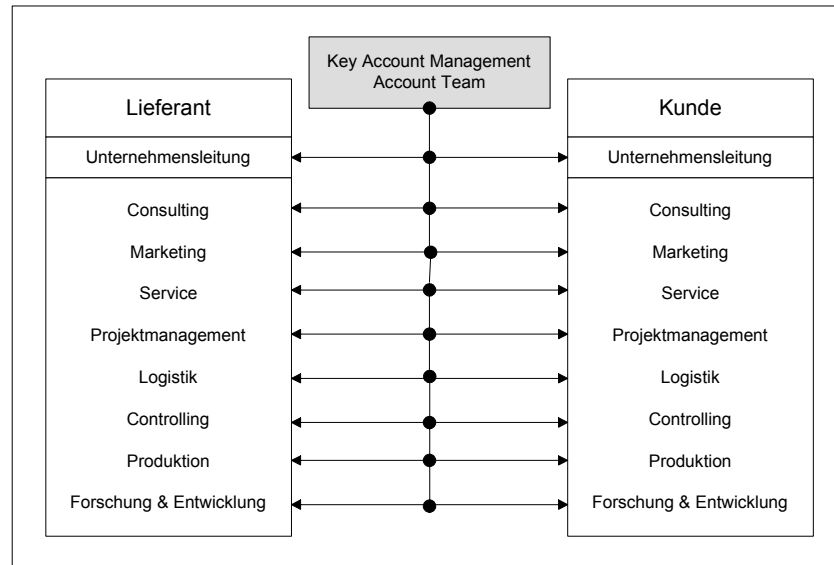 Key Account Management
Account Team
Lieferant
Kunde
Unternehmensleitung
Unternehmensleitung
Consulting
Consulting
Marketing
Marketing
Service
Service
Projektmanagement
Projektmanagement
Logistik
Logistik
Controlling
Controlling
Produktion
Produktion
Forschung & Entwicklung
Forschung & Entwicklung